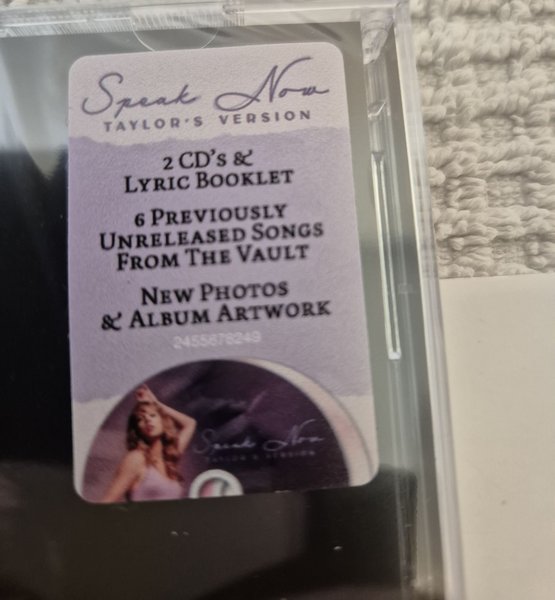 Speak Now
TAYLOR'S VERSION
2 CD'S &
LYRIC BOOKLET
6 PREVIOUSLY
UNRELEASED SONGS
FROM THE VAULT
NEW PHOTOS
& ALBUM ARTWORK
2455678249
Speak Now
TAYLOR'S VERSION